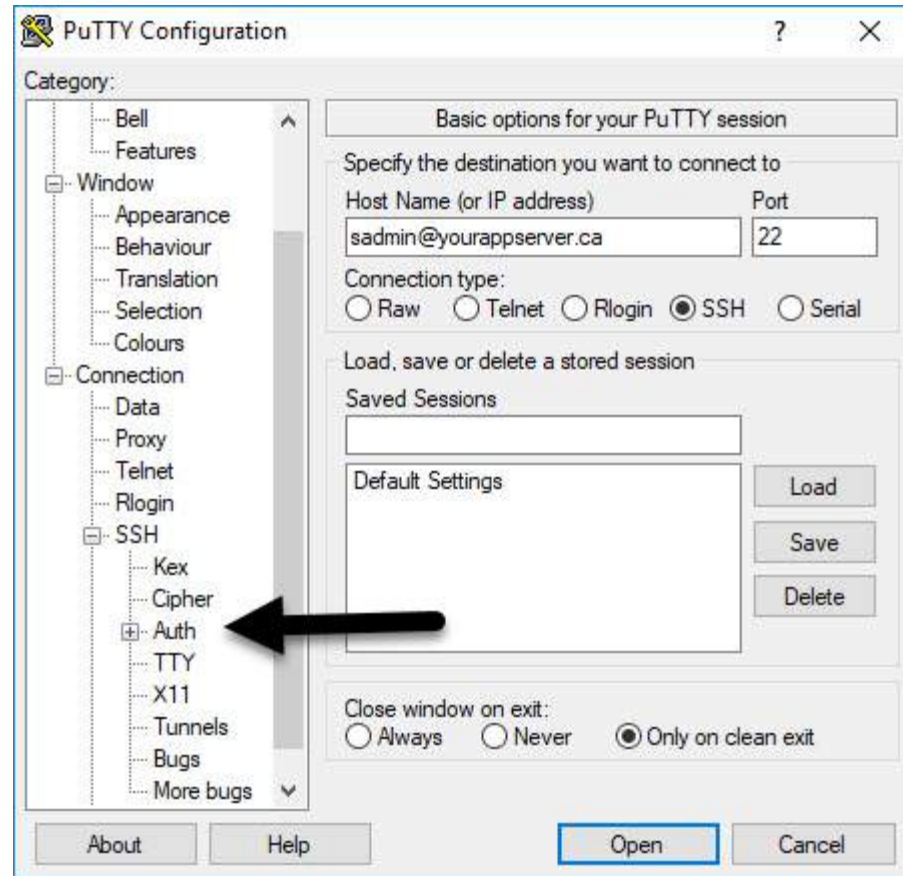 PuTTY Configuration
?
Category:
Bell
Features
Window
Appearance
Behaviour
Translation
Selection
Colours
Connection
Data
Proxy
Telnet
Rlogin
SSH
Kex
Cipher
Auth
TTY
X11
Tunnels
Bugs
More bugs
Basic options for your PuTTY session
Specify the destination you want to connect to
Host Name (or IP address) Port
sadmin@yourappserver.ca 22
Connection type:
Raw Telnet Rlogin SSH Serial
Load, save or delete a stored session
Saved Sessions
Default Settings
Load
Save
Delete
Close window on exit:
Always Never Only on clean exit
About Help Open Cancel